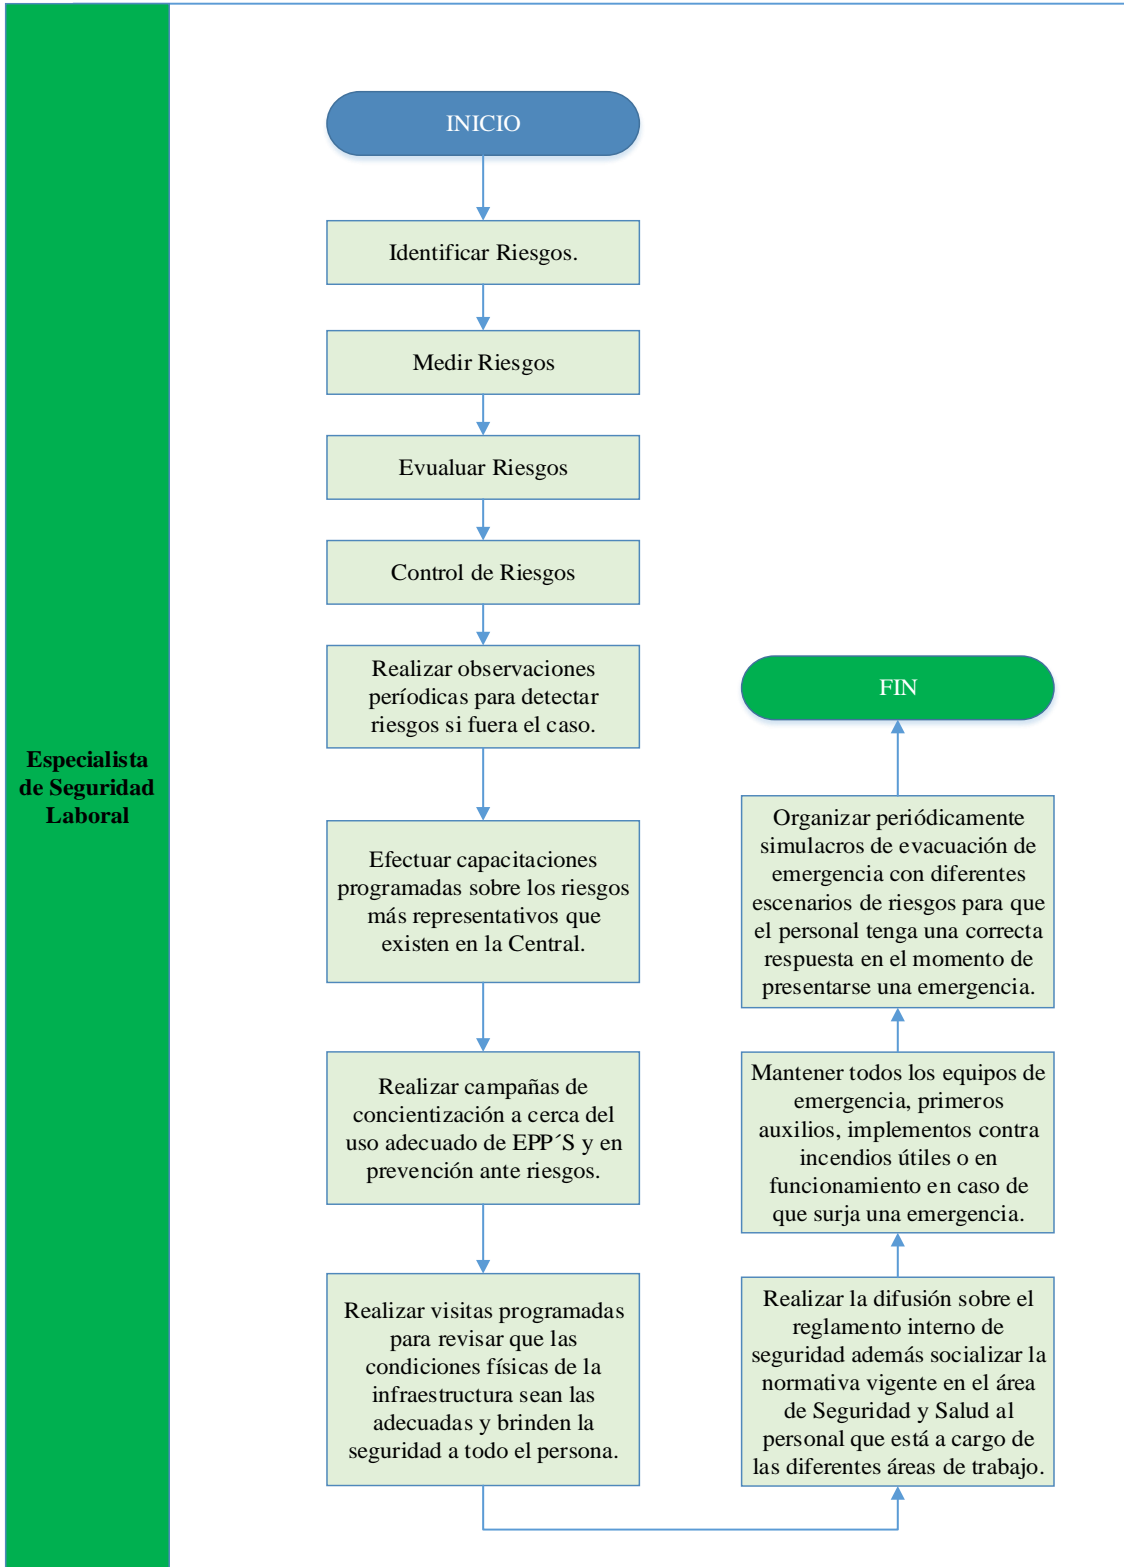 Especialista
de Seguridad
Laboral
INICIO
Identificar Riesgos.
Medir Riesgos
Evualuar Riesgos
Control de Riesgos
Realizar observaciones
períodicas para detectar
riesgos si fuera el caso.
Efectuar capacitaciones
programadas sobre los riesgos
más representativos que
existen en la Central.
Realizar campañas de
concientización a cerca del
uso adecuado de EPP´S y en
prevención ante riesgos.
Realizar visitas programadas
para revisar que las
condiciones físicas de la
infraestructura sean las
adecuadas y brinden la
seguridad a todo el persona.
Realizar la difusión sobre el
reglamento interno de
seguridad además socializar la
normativa vigente en el área
de Seguridad y Salud al
personal que está a cargo de
las diferentes áreas de trabajo.
Mantener todos los equipos de
emergencia, primeros
auxilios, implementos contra
incendios útiles o en
funcionamiento en caso de
que surja una emergencia.
Organizar periódicamente
simulacros de evacuación de
emergencia con diferentes
escenarios de riesgos para que
el personal tenga una correcta
respuesta en el momento de
presentarse una emergencia.
FIN